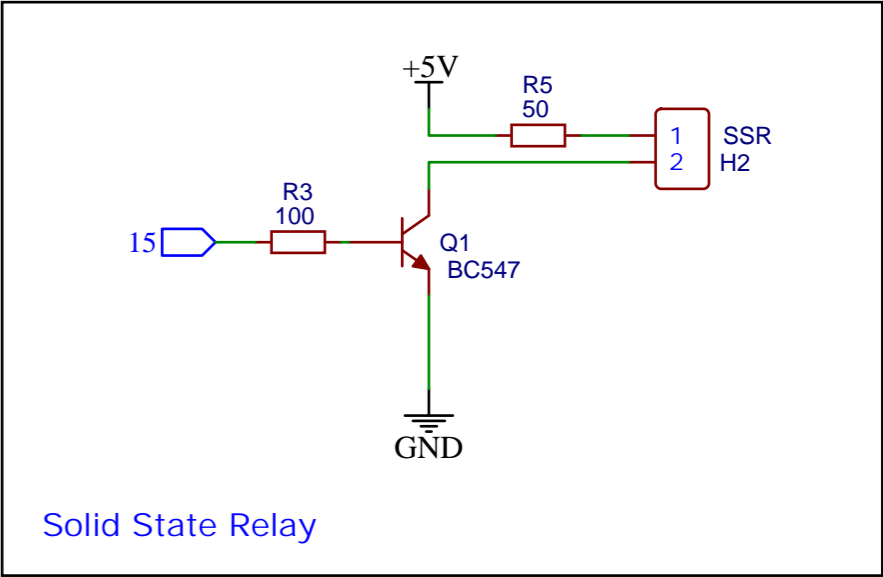 +5V
R5
50
1
SSR
2
H2
R3
100
15
Q1
BC547
GND
Solid State Relay